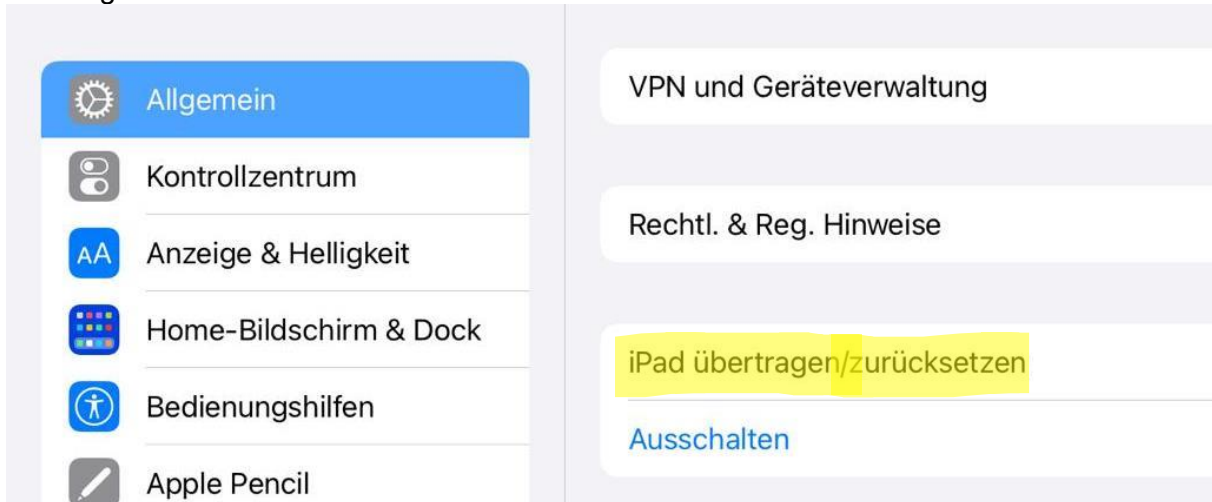 Allgemein
Kontrollzentrum
AA Anzeige & Helligkeit
Home-Bildschirm & Dock
Bedienungshilfen
Apple Pencil
VPN und Geräteverwaltung
Rechtl. & Reg. Hinweise
iPad übertragen/zurücksetzen
Ausschalten